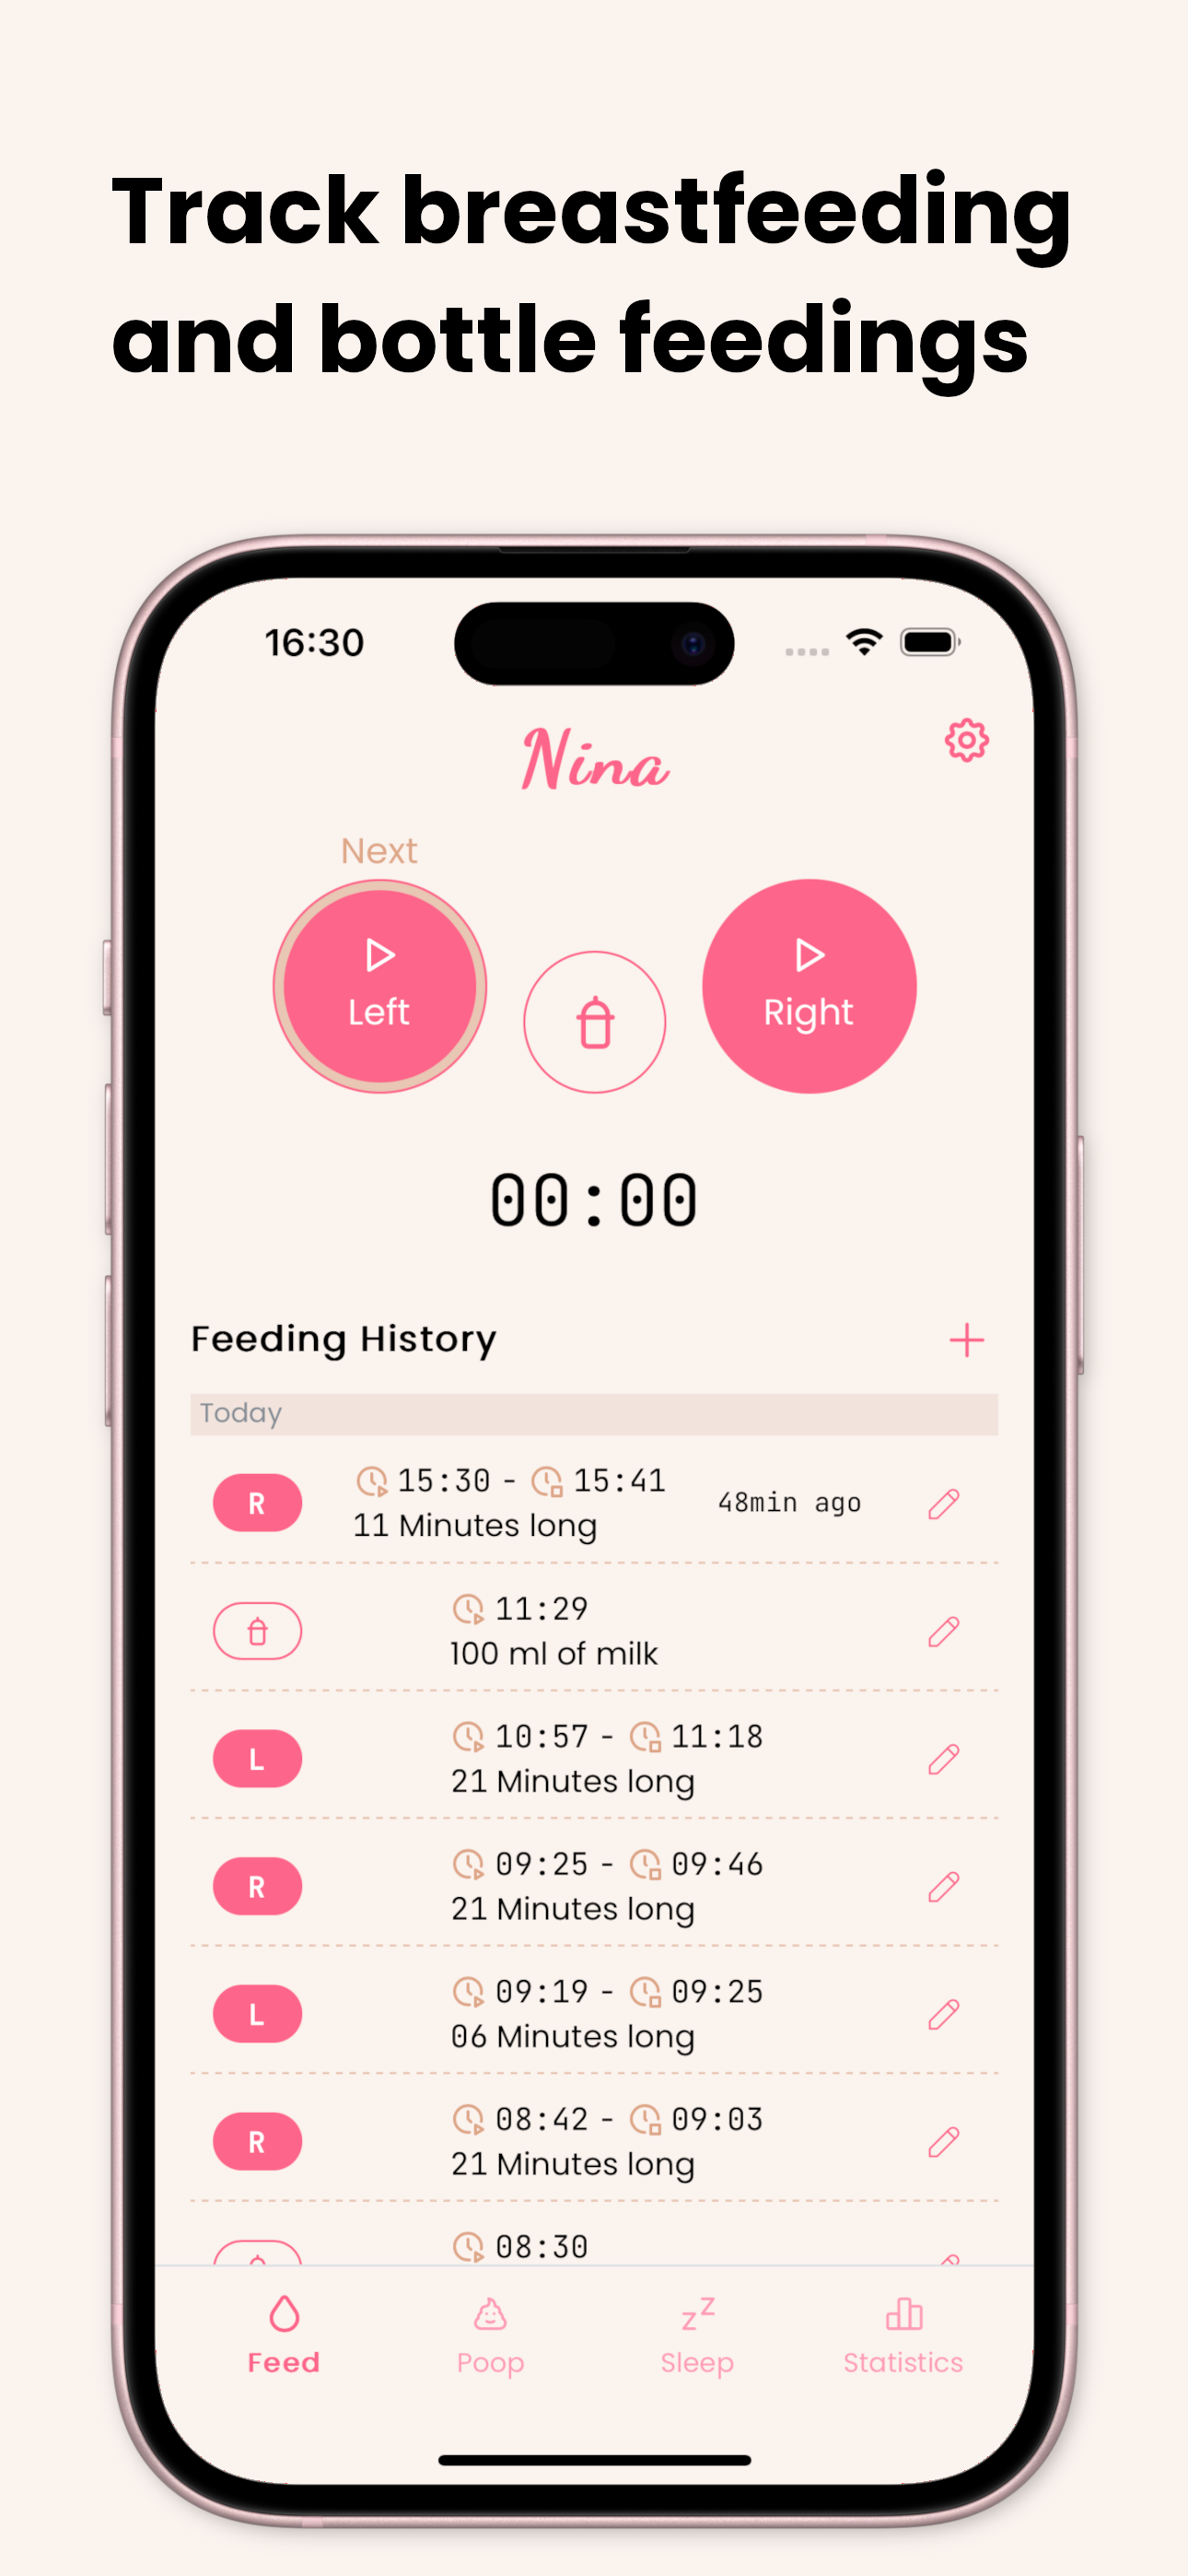 Track breastfeeding
and bottle feedings
16:30
Nina
Next
Left
Right
00:00
Feeding History
Today
R
15:30 - 15:41
11 Minutes long
48min ago
11:29
100 ml of milk
L
10:57 - 11:18
21 Minutes long
R
09:25 - 09:46
21 Minutes long
L
09:19 - 09:25
06 Minutes long
R
08:42 - 09:03
21 Minutes long
08:30
Feed
Poop
zz
Sleep
Statistics